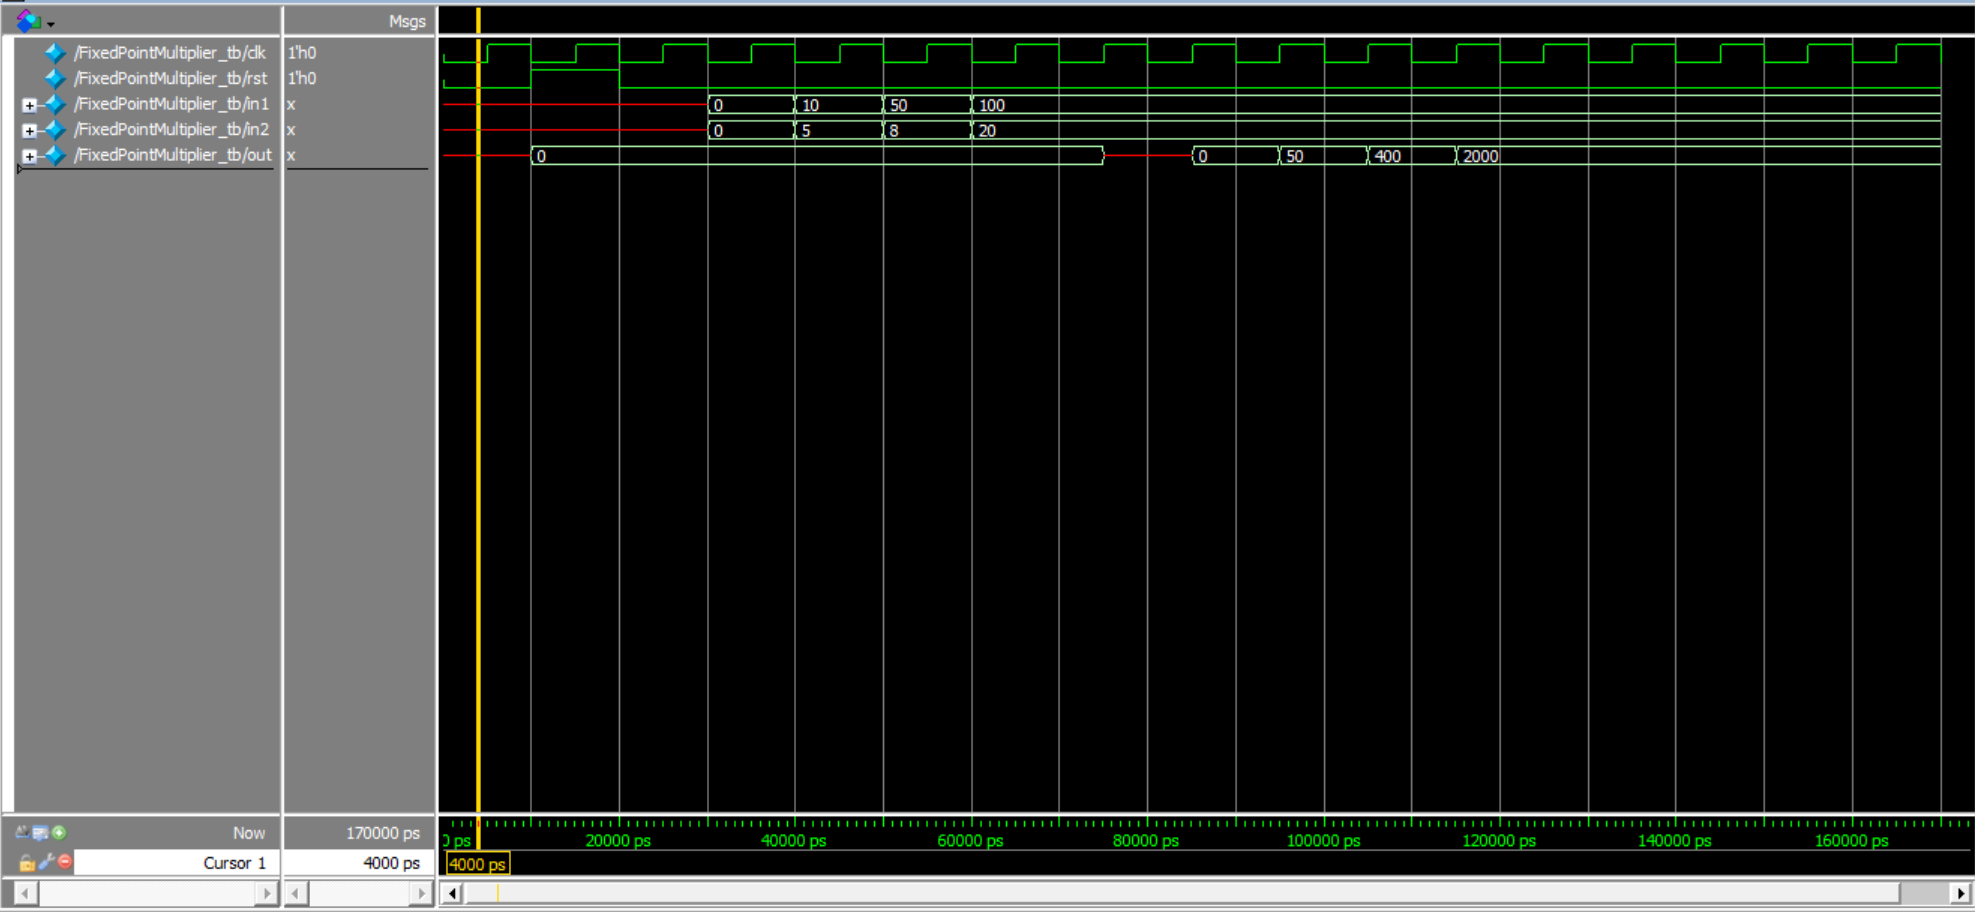 Msgs
/FixedPointMultiplier_tb/clk 1'h0
/FixedPointMultiplier_tb/rst 1'h0
/FixedPointMultiplier_tb/in1 x 0 10 50 100
/FixedPointMultiplier_tb/in2 x 0 5 8 20
/FixedPointMultiplier_tb/out x 0 0 50 400 2000
Now 170000 ps
ps 20000 ps 40000 ps 60000 ps 80000 ps 100000 ps 120000 ps 140000 ps 160000 ps
Cursor 1 4000 ps 4000 ps